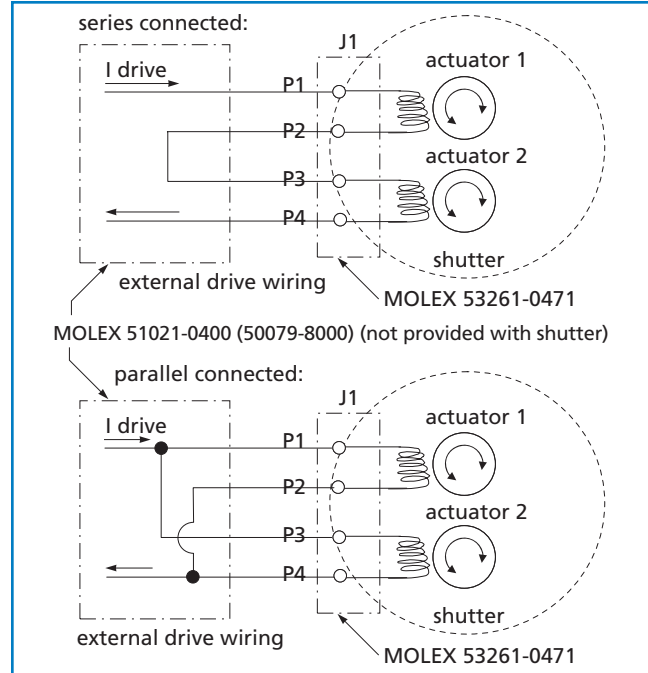 series connected:
J1
I drive
actuator 1
P1
P2
actuator 2
P3
P4
shutter
external drive wiring
MOLEX 53261-0471
MOLEX 51021-0400 (50079-8000) (not provided with shutter)
parallel connected:
J1
I drive
actuator 1
P1
P2
actuator 2
P3
P4
shutter
external drive wiring
MOLEX 53261-0471